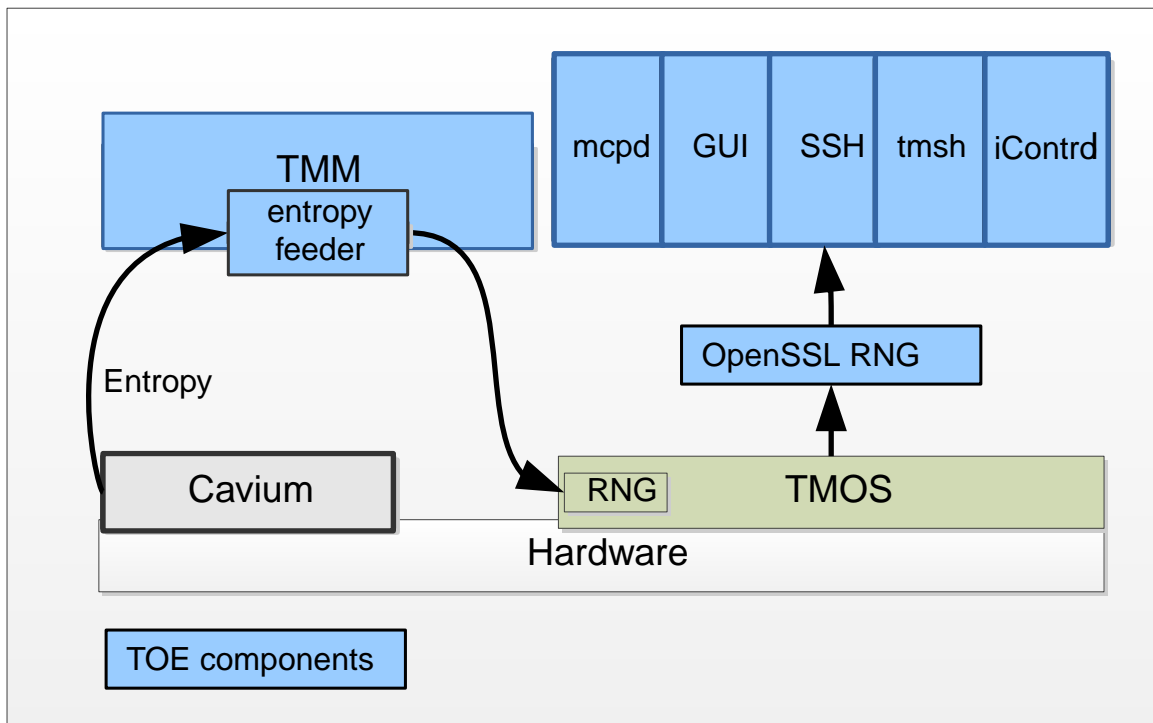 mcpd GUI SSH tmsh iContrd
TMM
entropy
feeder
OpenSSL RNG
Entropy
Cavium
RNG TMOS
Hardware
TOE components